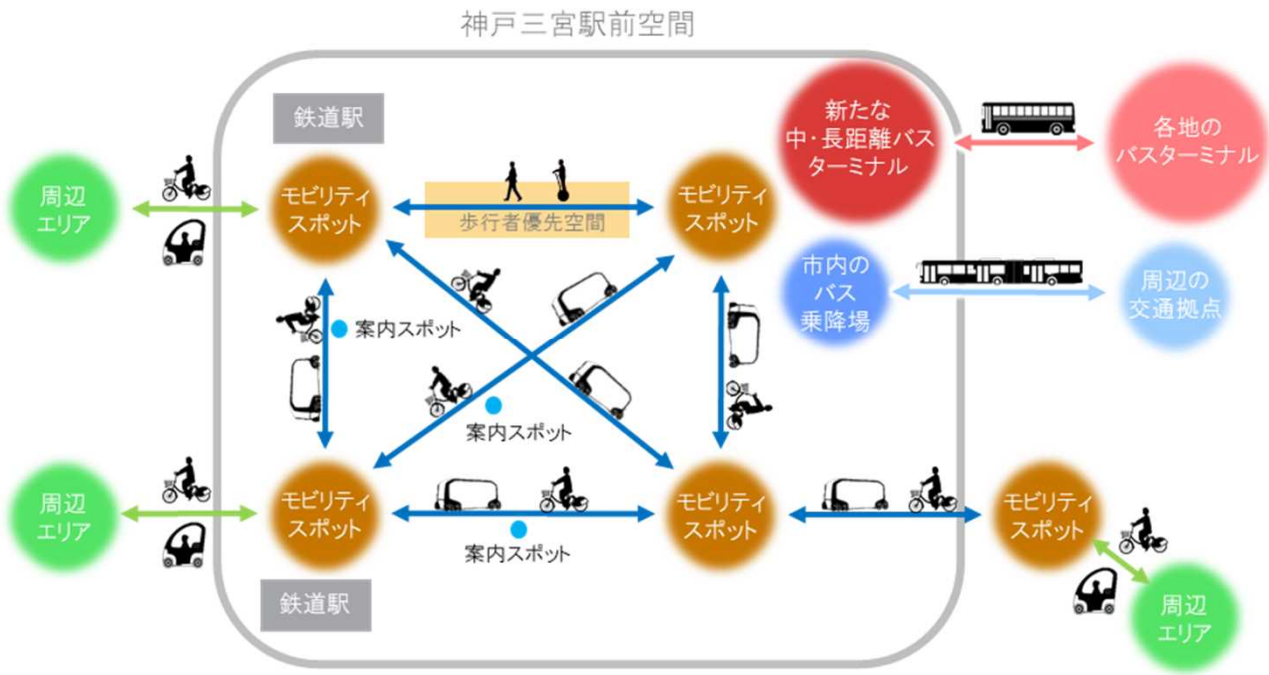 神戸三宮駅前空間
鉄道駅
新たな
中・長距離バス
ターミナル
各地の
バスターミナル
周辺
エリア
モビリティ
スポット
歩行者優先空間
モビリティ
スポット
市内の
バス
乗降場
周辺の
交通拠点
案内スポット
案内スポット
周辺
エリア
モビリティ
スポット
案内スポット
モビリティ
スポット
モビリティ
スポット
鉄道駅
周辺
エリア